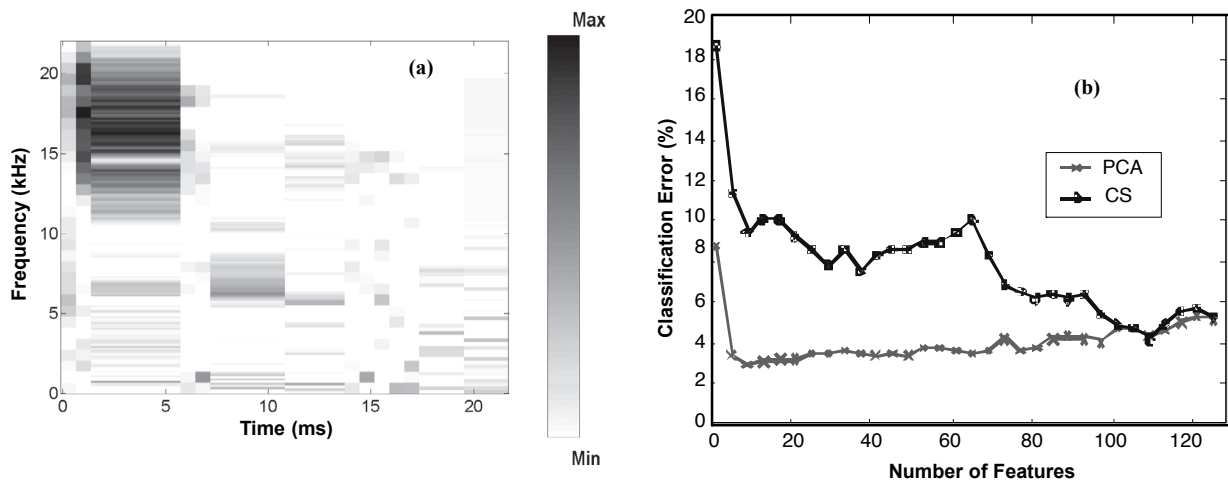 (a)
Frequency (kHz)
20
15
10
5
0
0 5 10 15 20
Time (ms)
Max
Min
(b)
Classification Error (%)
20
18
16
14
12
10
8
6
4
2
0
0 20 40 60 80 100 120
Number of Features
PCA
CS